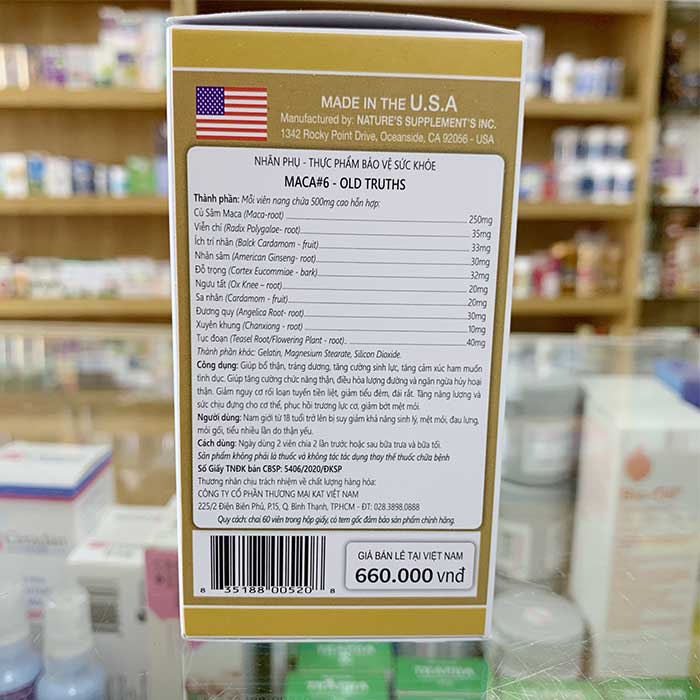 MADE IN THE U.S.A
Manufactured by: NATURE'S SUPPLEMENT'S INC.
1342 Rocky Point Drive, Oceanside, CA 92056 - USA
NHÃN PHỤ - THỰC PHẨM BẢO VỆ SỨC KHỎE
MACA#6 - OLD TRUTHS
Thành phần: Mỗi viên nang chứa 500mg cao hỗn hợp:
Củ Sâm Maca (Maca-root) 250mg
Viễn chí (Radix Polygalae- root) 35mg
Ích trí nhân (Balck Cardamom - fruit) 33mg
Nhân sâm (American Ginseng- root) 30mg
Đỗ trọng (Cortex Eucommiae - bark) 32mg
Ngưu tất (Ox Knee – root) 20mg
Sa nhân (Cardamom - fruit) 20mg
Đương quy (Angelica Root- root) 30mg
Xuyên khung (Chanxiong - root) 10mg
Tục đoạn (Teasel Root/Flowering Plant - root) 40mg
Thành phần khác: Gelatin, Magnesium Stearate, Silicon Dioxide.
Công dụng: Giúp bổ thận, tráng dương, tăng cường sinh lực, tăng cảm xúc ham muốn
tình dục. Giúp tăng cường chức năng thận, điều hòa lượng đường và ngăn ngừa hủy hoại
thận. Giảm nguy cơ rối loạn tuyến tiền liệt, giảm tiểu đêm, đái rắt. Tăng năng lượng và
sức chịu đựng cho cơ thể, phục hồi trương lực cơ, giảm bớt mệt mỏi.
Người dùng: Nam giới từ 18 tuổi trở lên bị suy giảm khả năng sinh lý, mệt mỏi, đau lưng,
mỏi gối, tiểu nhiều lần do thận yếu.
Cách dùng: Ngày dùng 2 viên chia 2 lần trước hoặc sau bữa trưa và bữa tối.
Sản phẩm không phải là thuốc và không tác tác dụng thay thế thuốc chữa bệnh
Số Giấy TNĐK bản CBSP: 5406/2020/ĐKSP
Thương nhân chịu trách nhiệm về chất lượng hàng hóa:
CÔNG TY CỔ PHẦN THƯƠNG MẠI KAT VIỆT NAM
225/2 Điện Biên Phủ, P.15, Q. Bình Thạnh, TP.HCM - ĐT: 028.3898.0888
Quy cách: chai 60 viên trong hộp giấy, có tem gốc đảm bảo sản phẩm chính hãng.
8 35188 00520 8
GIÁ BÁN LẺ TẠI VIỆT NAM
660.000 vnđ
Bio-Oil